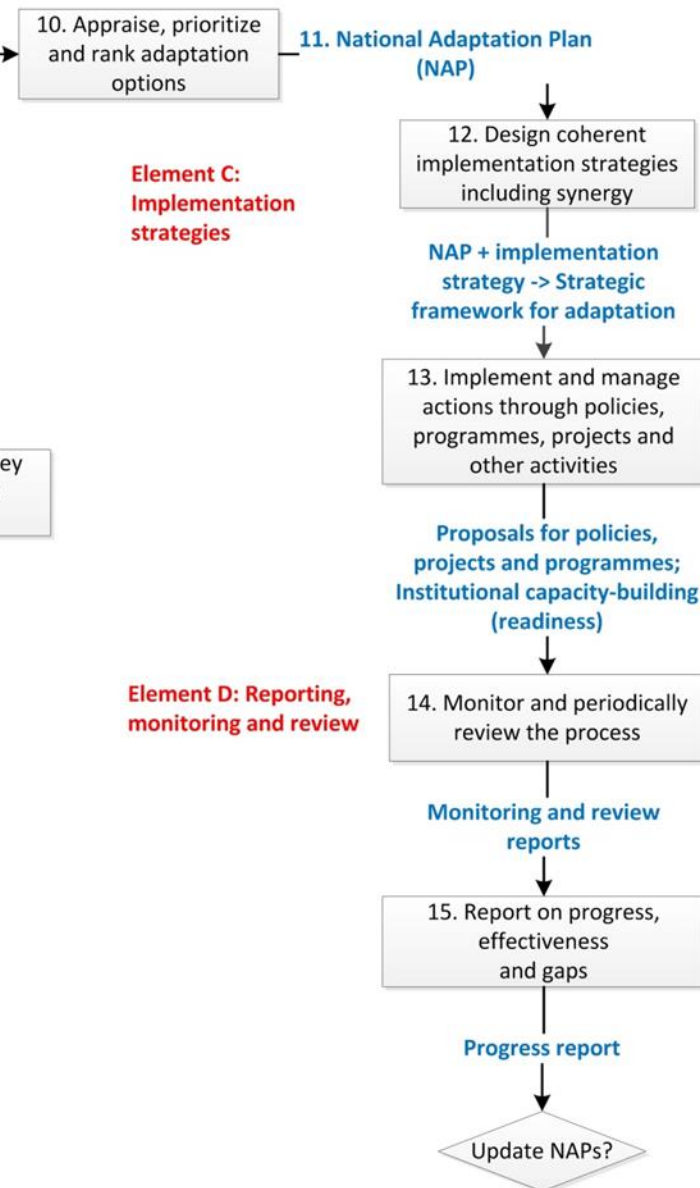 10. Appraise, prioritize
and rank adaptation
options
11. National Adaptation Plan
(NAP)
12. Design coherent
implementation strategies
including synergy
Element C:
Implementation
strategies
NAP + implementation
strategy -> Strategic
framework for adaptation
13. Implement and manage
actions through policies,
programmes, projects and
other activities
ey
Proposals for policies,
projects and programmes;
Institutional capacity-building
(readiness)
Element D: Reporting,
monitoring and review
14. Monitor and periodically
review the process
Monitoring and review
reports
15. Report on progress,
effectiveness
and gaps
Progress report
Update NAPs?